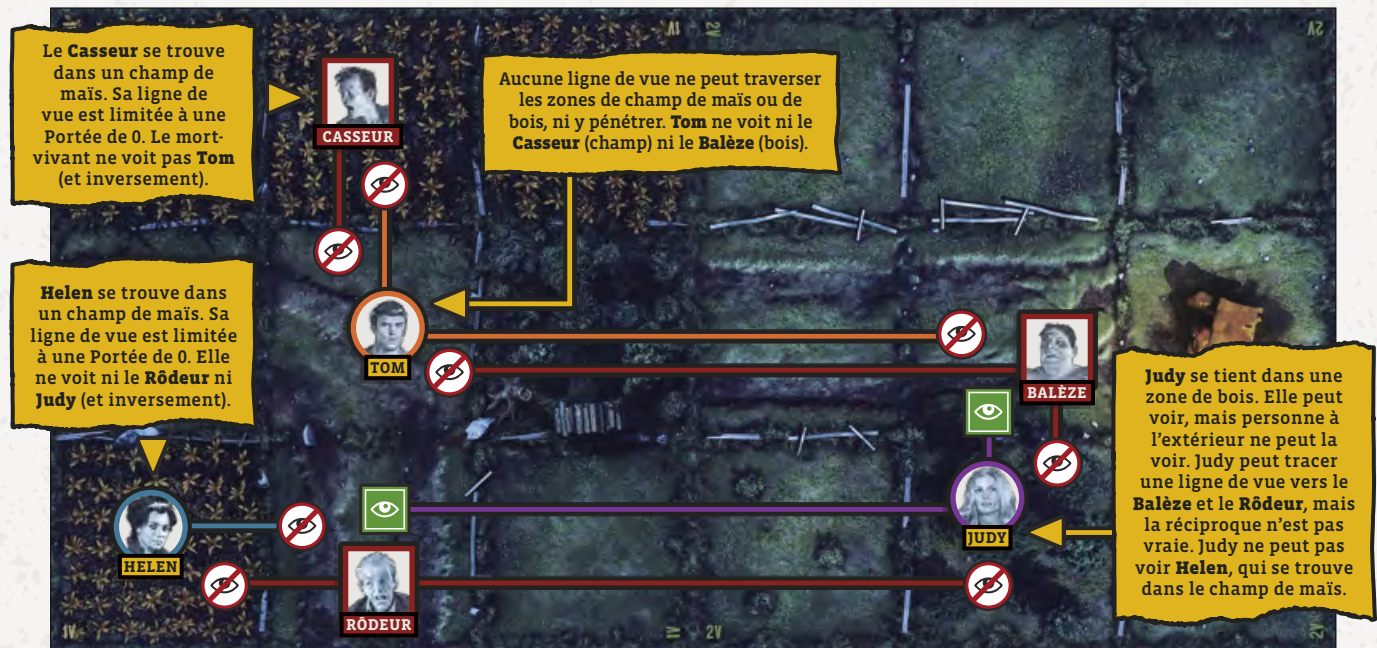 Le Casseur se trouve
dans un champ de
maïs. Sa ligne de
vue est limitée à une
Portée de 0. Le mort-
vivant ne voit pas Tom
(et inversement).
CASSEUR
Aucune ligne de vue ne peut traverser
les zones de champ de maïs ou de
bois, ni y pénétrer. Tom ne voit ni le
Casseur (champ) ni le Balèze (bois).
1V
2V
2V
Helen se trouve dans
un champ de maïs. Sa
ligne de vue est limitée
à une Portée de 0. Elle
ne voit ni le Rôdeur ni
Judy (et inversement).
TOM
BALÈZE
Judy se tient dans une
zone de bois. Elle peut
voir, mais personne à
l'extérieur ne peut la
voir. Judy peut tracer
une ligne de vue vers le
Balèze et le Rôdeur, mais
la réciproque n'est pas
vraie. Judy ne peut pas
voir Helen, qui se trouve
dans le champ de maïs.
HELEN
RÔDEUR
JUDY
1V
1V
2V
2V